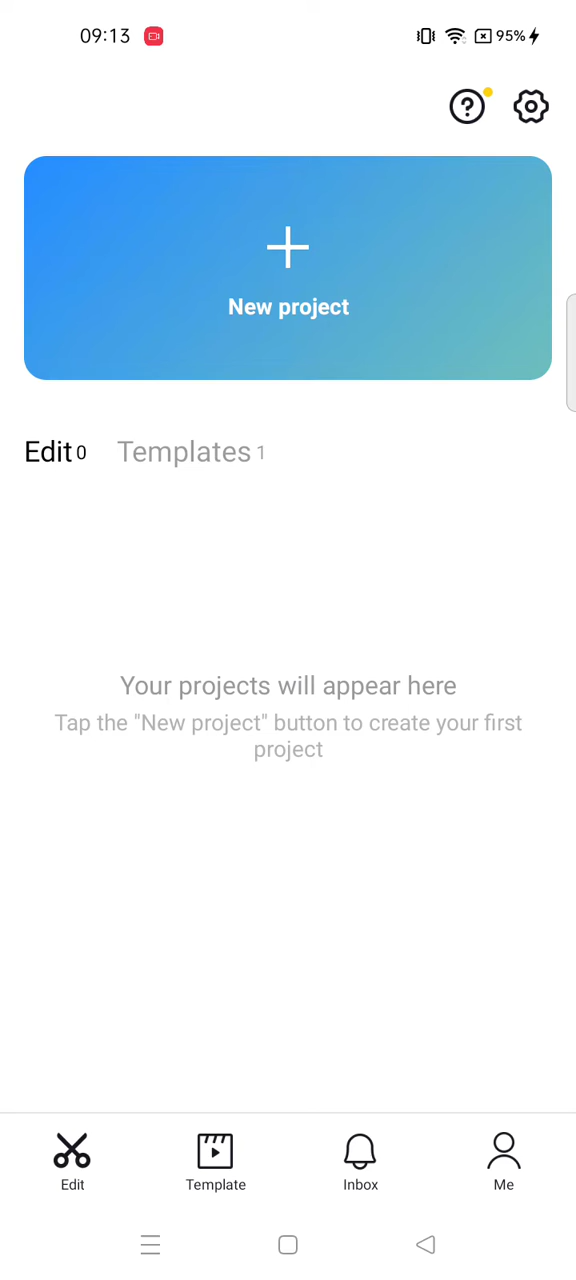 09:13
95%
New project
Edit 0
Templates 1
Your projects will appear here
Tap the "New project" button to create your first
project
Edit
Template
Inbox
Me